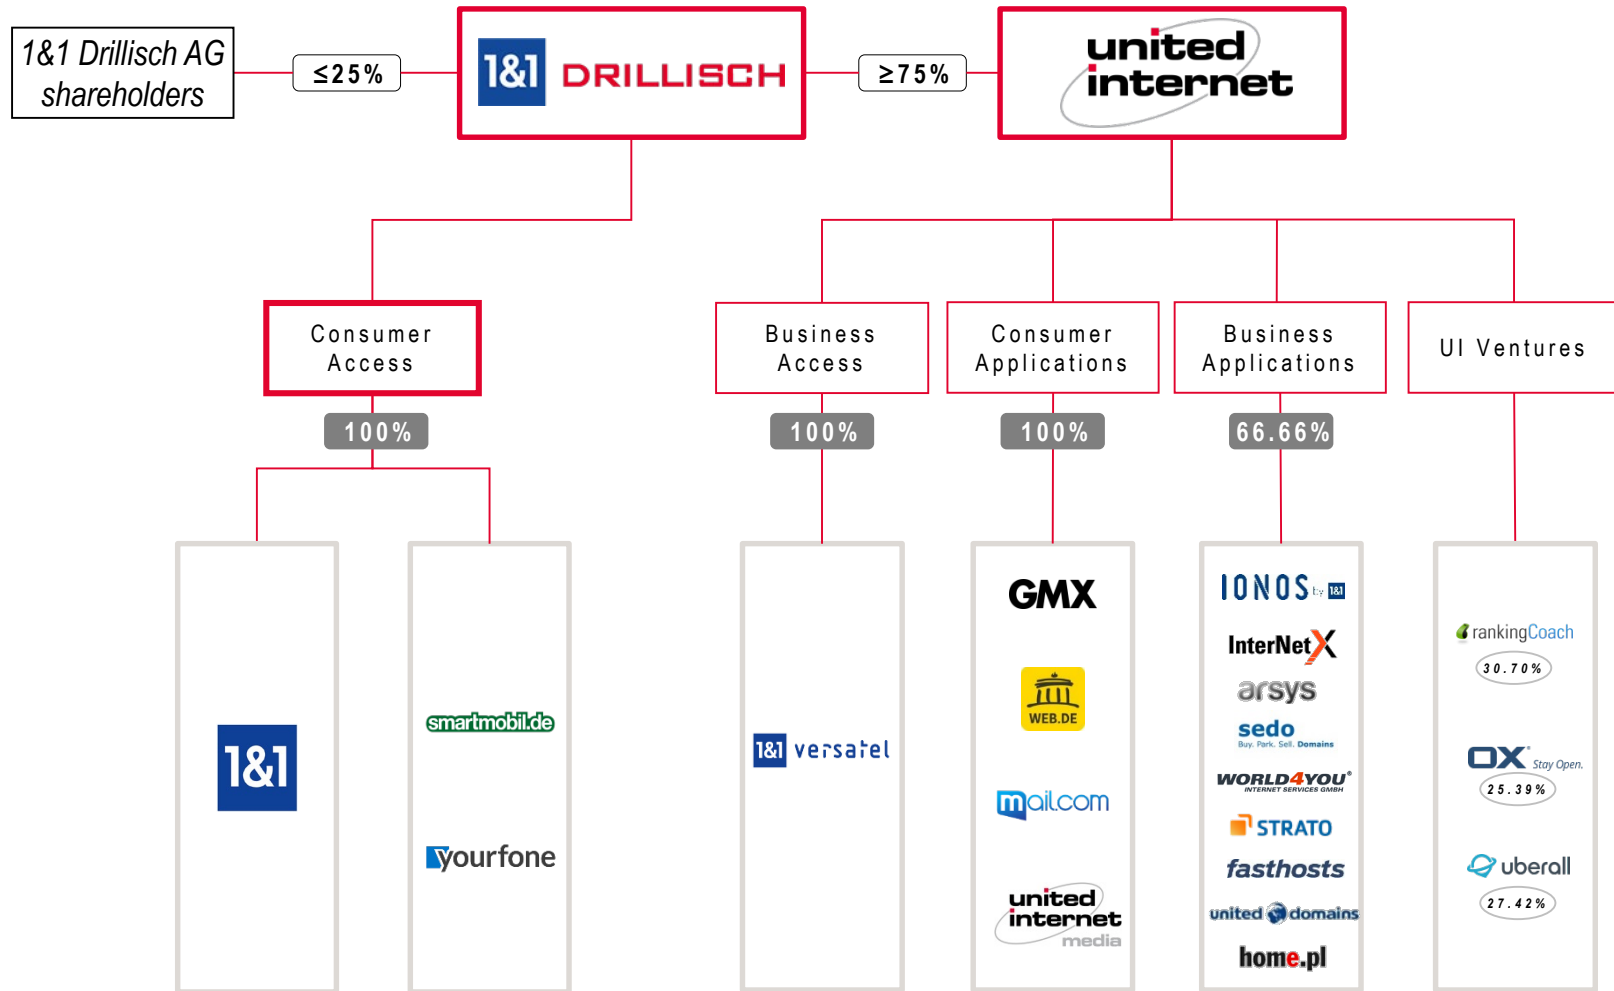 1&1 Drillisch AG
shareholders
≤25%
1&1 DRILLISCH
≥75%
united
internet
Consumer
Access
Business
Access
Consumer
Applications
Business
Applications
UI Ventures
100%
100%
100%
66.66%
1&1
smartmobil.de
yourfone
1&1 versatel
GMX
WEB.DE
mail.com
united
internet
media
IONOS by 1&1
InterNetX
arsys
sedo
Buy. Park. Sell. Domains
WORLD4YOU®
INTERNET SERVICES GMBH
STRATO
fasthosts
united domains
home.pl
rankingCoach
30.70%
OX® Stay Open.
25.39%
uberall
27.42%